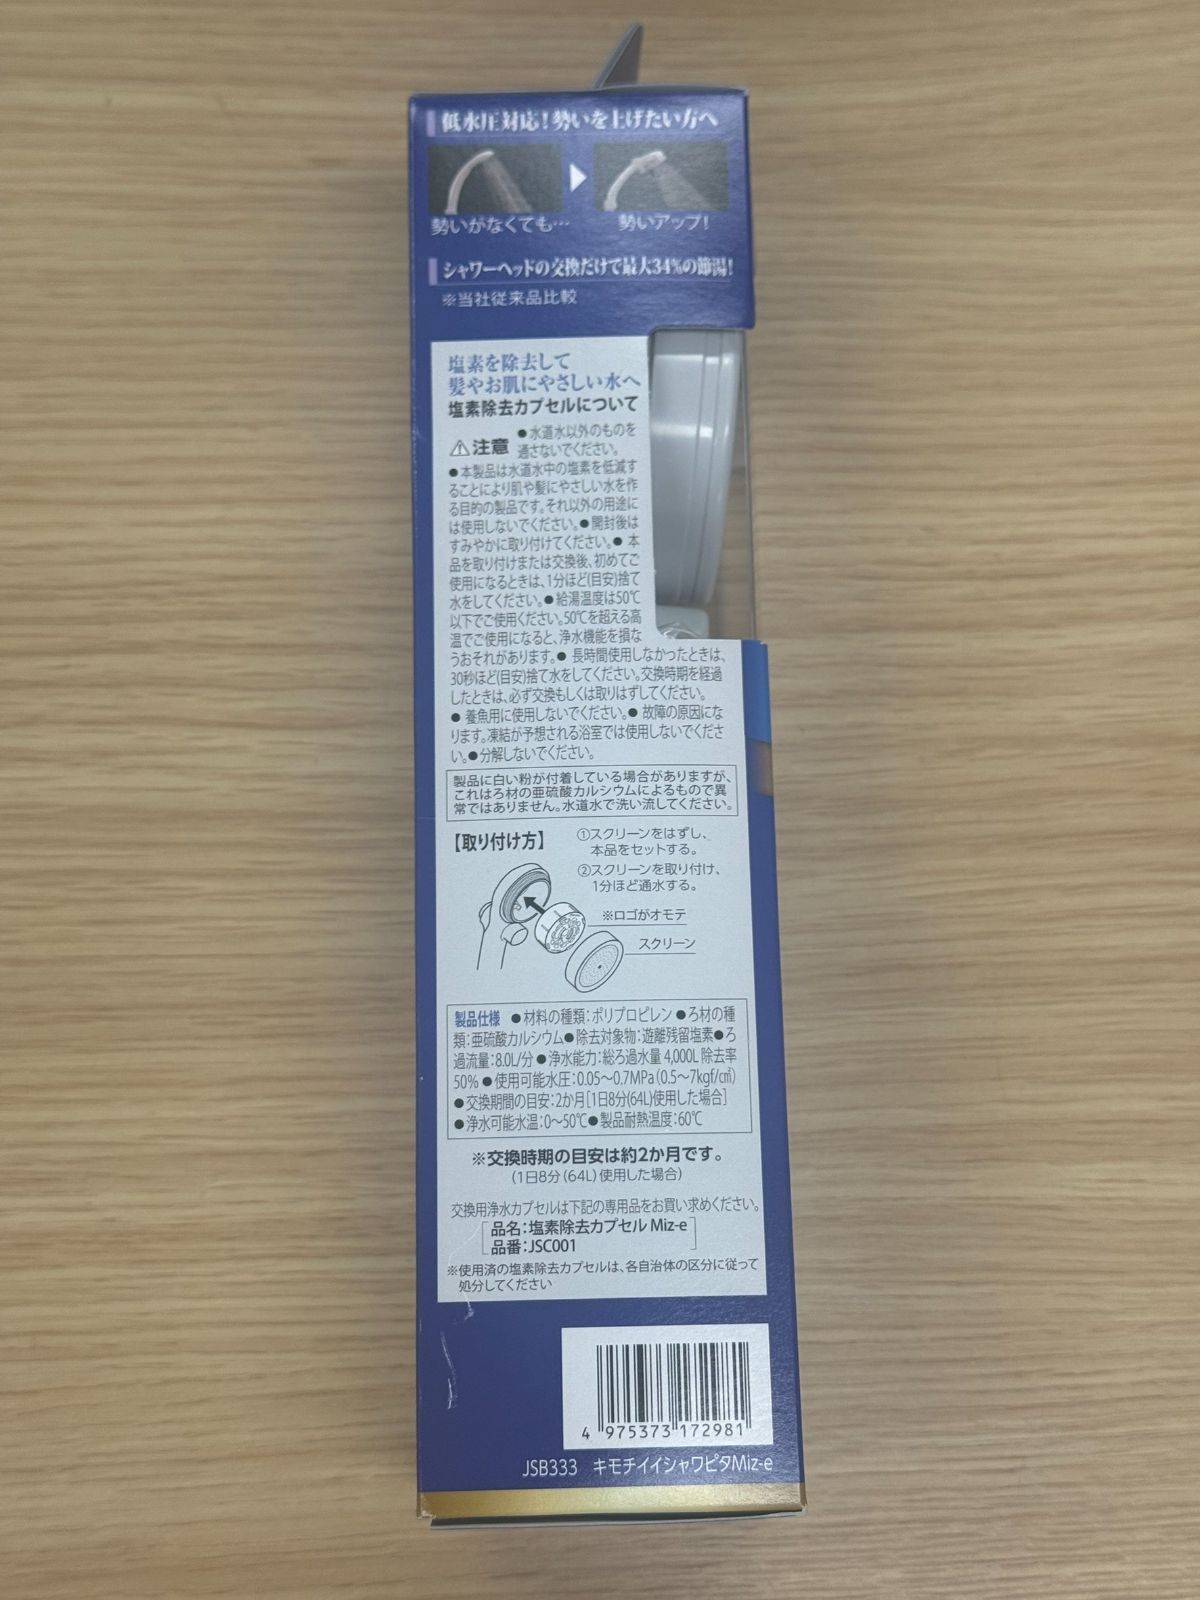 低水圧対応!勢いを上げたい方へ
勢いがなくても…
勢いアップ!
シャワーヘッドの交換だけで最大34%の節湯!
※当社従来品比較
塩素を除去して
髪やお肌にやさしい水へ
塩素除去カプセルについて
⚠注意 ●水道水以外のものを
通さないでください。
●本製品は水道水中の塩素を低減す
ることにより肌や髪にやさしい水を作
る目的の製品です。それ以外の用途に
は使用しないでください。●開封後は
すみやかに取り付けてください。● 本
品を取り付けまたは交換後、初めてご
使用になるときは、1分ほど(目安)捨て
水をしてください。●給湯温度は50℃
以下でご使用ください。50℃を超える高
温でご使用になると、浄水機能を損な
うおそれがあります。● 長時間使用しなかったときは、
30秒ほど(目安)捨て水をしてください。交換時期を経過
したときは、必ず交換もしくは取りはずしてください。
● 養魚用に使用しないでください。● 故障の原因にな
ります。凍結が予想される浴室では使用しないでくださ
い。●分解しないでください。
製品に白い粉が付着している場合がありますが、
これはろ材の亜硫酸カルシウムによるもので異
常ではありません。水道水で洗い流してください。
【取り付け方】
①スクリーンをはずし、
本品をセットする。
②スクリーンを取り付け、
1分ほど通水する。
※ロゴがオモテ
スクリーン
製品仕様 ●材料の種類:ポリプロピレン ●ろ材の種
類:亜硫酸カルシウム●除去対象物:遊離残留塩素●ろ
過流量:8.0L/分 ●浄水能力:総ろ過水量 4,000L 除去率
50% ●使用可能水圧:0.05〜0.7MPa(0.5〜7kgf/c㎡)
●交換期間の目安:2か月[1日8分(64L)使用した場合]
●浄水可能水温:0〜50℃●製品耐熱温度:60℃
※交換時期の目安は約2か月です。
(1日8分(64L)使用した場合)
交換用浄水カプセルは下記の専用品をお買い求めください。
品名:塩素除去カプセル Miz-e
品番:JSC001
※使用済の塩素除去カプセルは、各自治体の区分に従って
処分してください
4 975373 172981
JSB333 キモチイイシャワピタMiz-e